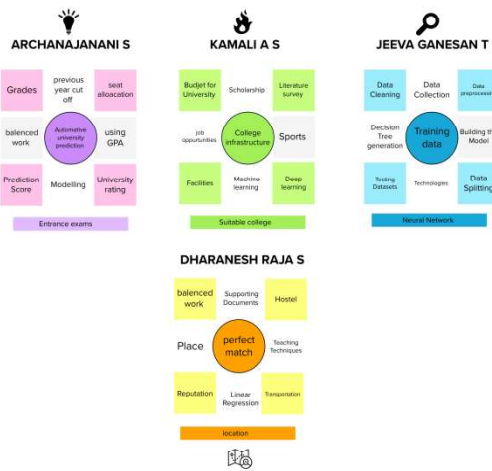 ARCHANAJANANI S
Grades
previous
year cut
off
seat
alloacation
balenced
work
Automative
university
prediction
using
GPA
Prediction
Score
Modelling
University
rating
Entrance exams
KAMALI A S
Budjet for
University
Scholarship
Literature
survey
job
oppurtunities
College
infrastructure
Sports
Facilities
Machine
learning
Deep
learning
Suitable college
JEEVA GANESAN T
Data
Cleaning
Data
Collection
Data
Decision
Tree
generation
Training
data
Building the
Model
Datasets
Technologies
Data
Splitting
Neural Network
DHARANESH RAJA S
balenced
work
Supporting
Documents
Hostel
Place
perfect
match
Teaching
Techniques
Reputation
Linear
Regression
Transportation
location